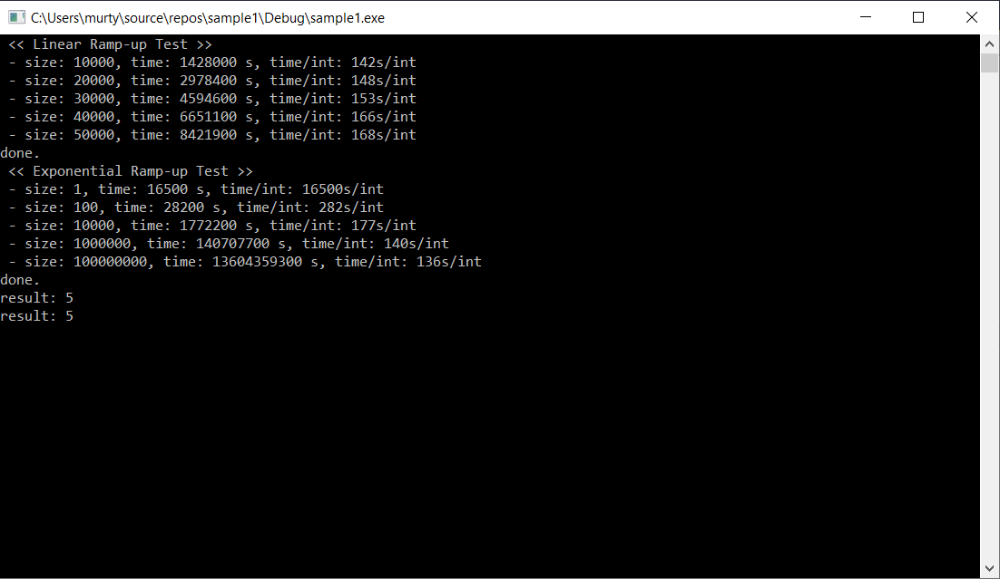 C:\Users\murty\source\repos\sample1\Debug\sample1.exe
<< Linear Ramp-up Test >>
- size: 10000, time: 1428000 s, time/int: 142s/int
- size: 20000, time: 2978400 s, time/int: 148s/int
- size: 30000, time: 4594600 s, time/int: 153s/int
- size: 40000, time: 6651100 s, time/int: 166s/int
- size: 50000, time: 8421900 s, time/int: 168s/int
done.
<< Exponential Ramp-up Test >>
- size: 1, time: 16500 s, time/int: 16500s/int
- size: 100, time: 28200 s, time/int: 282s/int
- size: 10000, time: 1772200 s, time/int: 177s/int
- size: 1000000, time: 140707700 s, time/int: 140s/int
- size: 100000000, time: 13604359300 s, time/int: 136s/int
done.
result: 5
result: 5